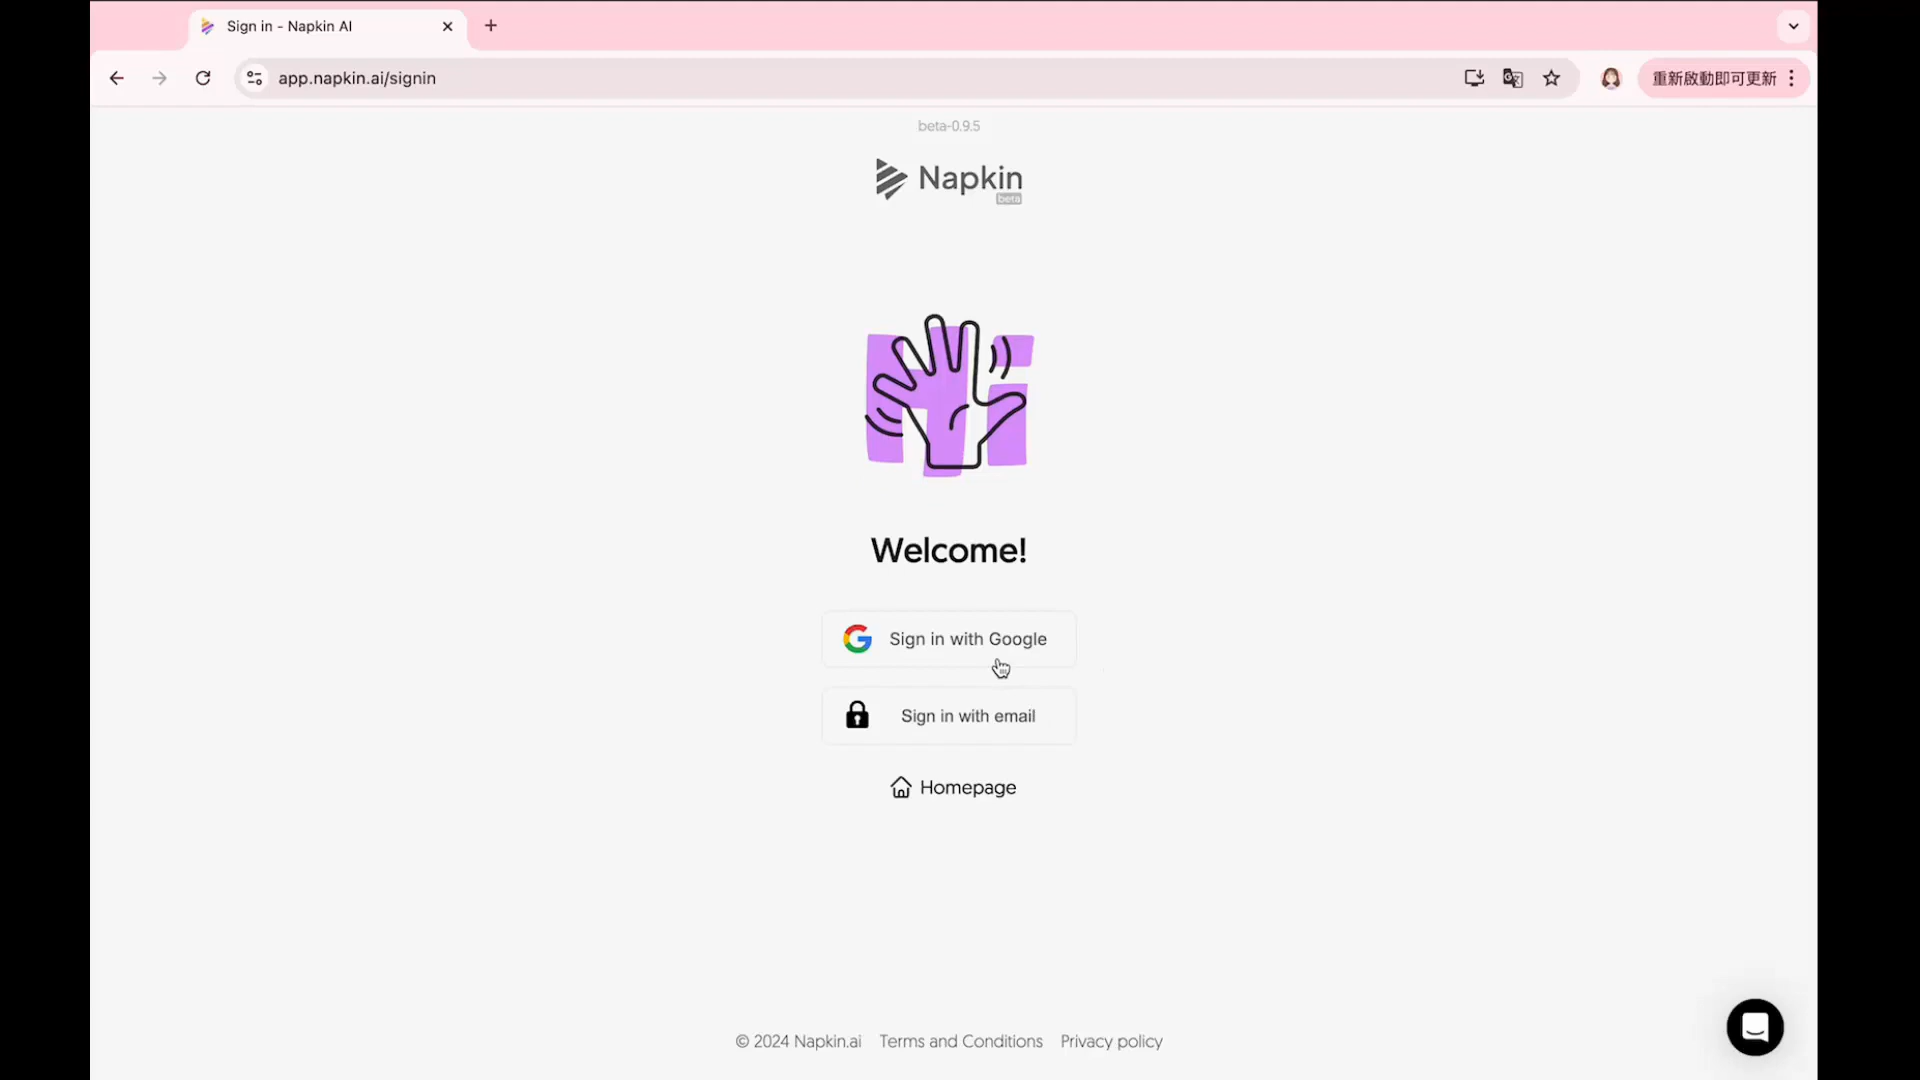 Sign in - Napkin AI
app.napkin.ai/signin
重新啟動即可更新
beta-0.9.5
Napkin
beta
Hi
Welcome!
Sign in with Google
Sign in with email
Homepage
© 2024 Napkin.ai Terms and Conditions Privacy policy